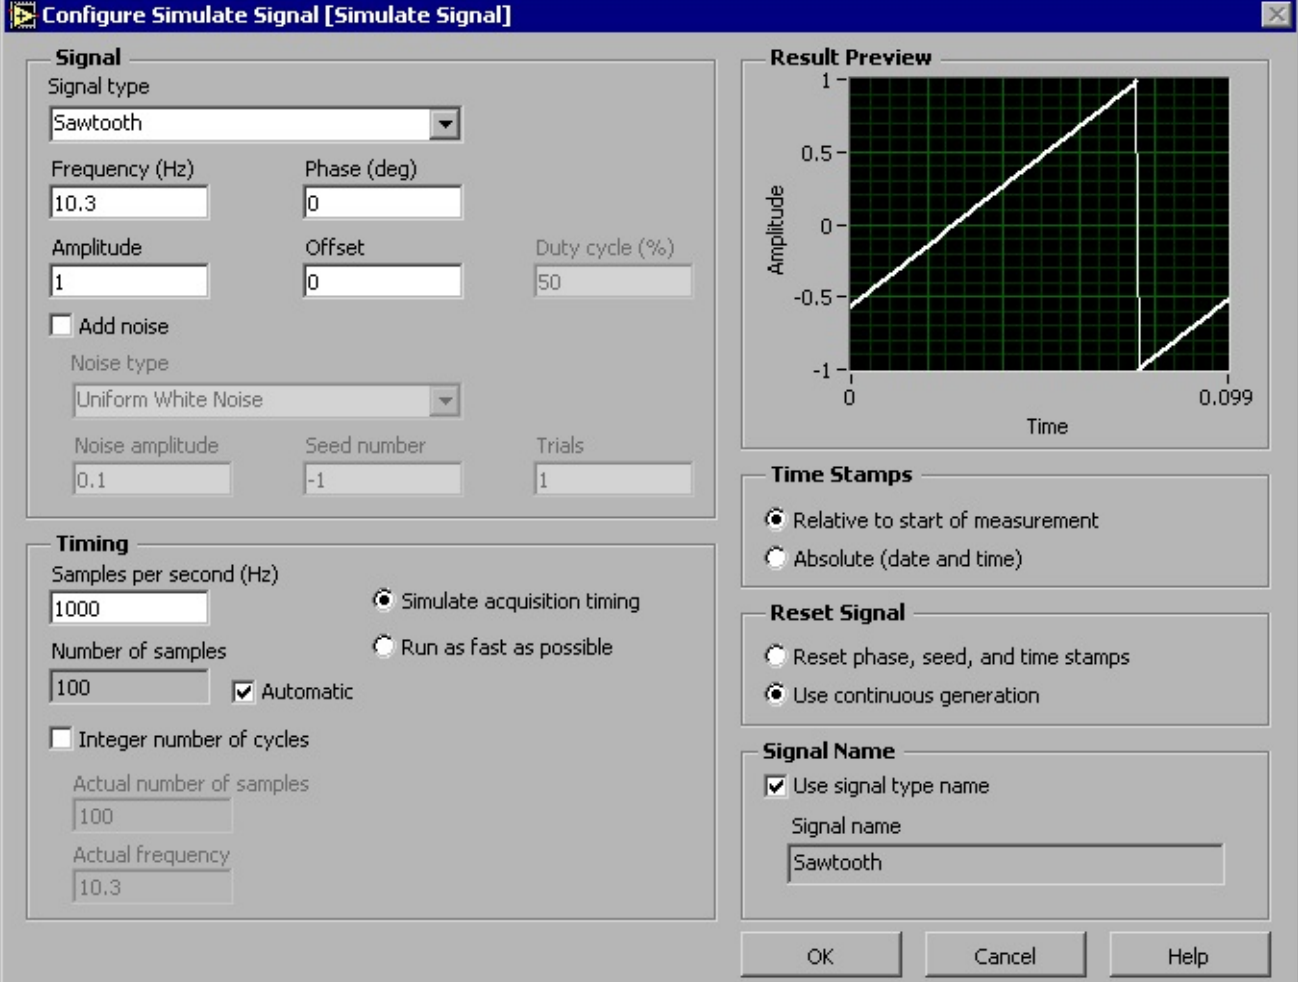 Configure Simulate Signal [Simulate Signal]
Signal
Signal type
Sawtooth
Frequency (Hz)
Phase (deg)
10.3
0
Amplitude
Offset
Duty cycle (%)
1
0
50
Add noise
Noise type
Uniform White Noise
Noise amplitude
Seed number
Trials
0.1
-1
1
Timing
Samples per second (Hz)
1000
Simulate acquisition timing
Run as fast as possible
Number of samples
100
Automatic
Integer number of cycles
Actual number of samples
100
Actual frequency
10.3
Result Preview
1
0.5
0
-0.5
-1
Amplitude
0
0.099
Time
Time Stamps
Relative to start of measurement
Absolute (date and time)
Reset Signal
Reset phase, seed, and time stamps
Use continuous generation
Signal Name
Use signal type name
Signal name
Sawtooth
OK
Cancel
Help